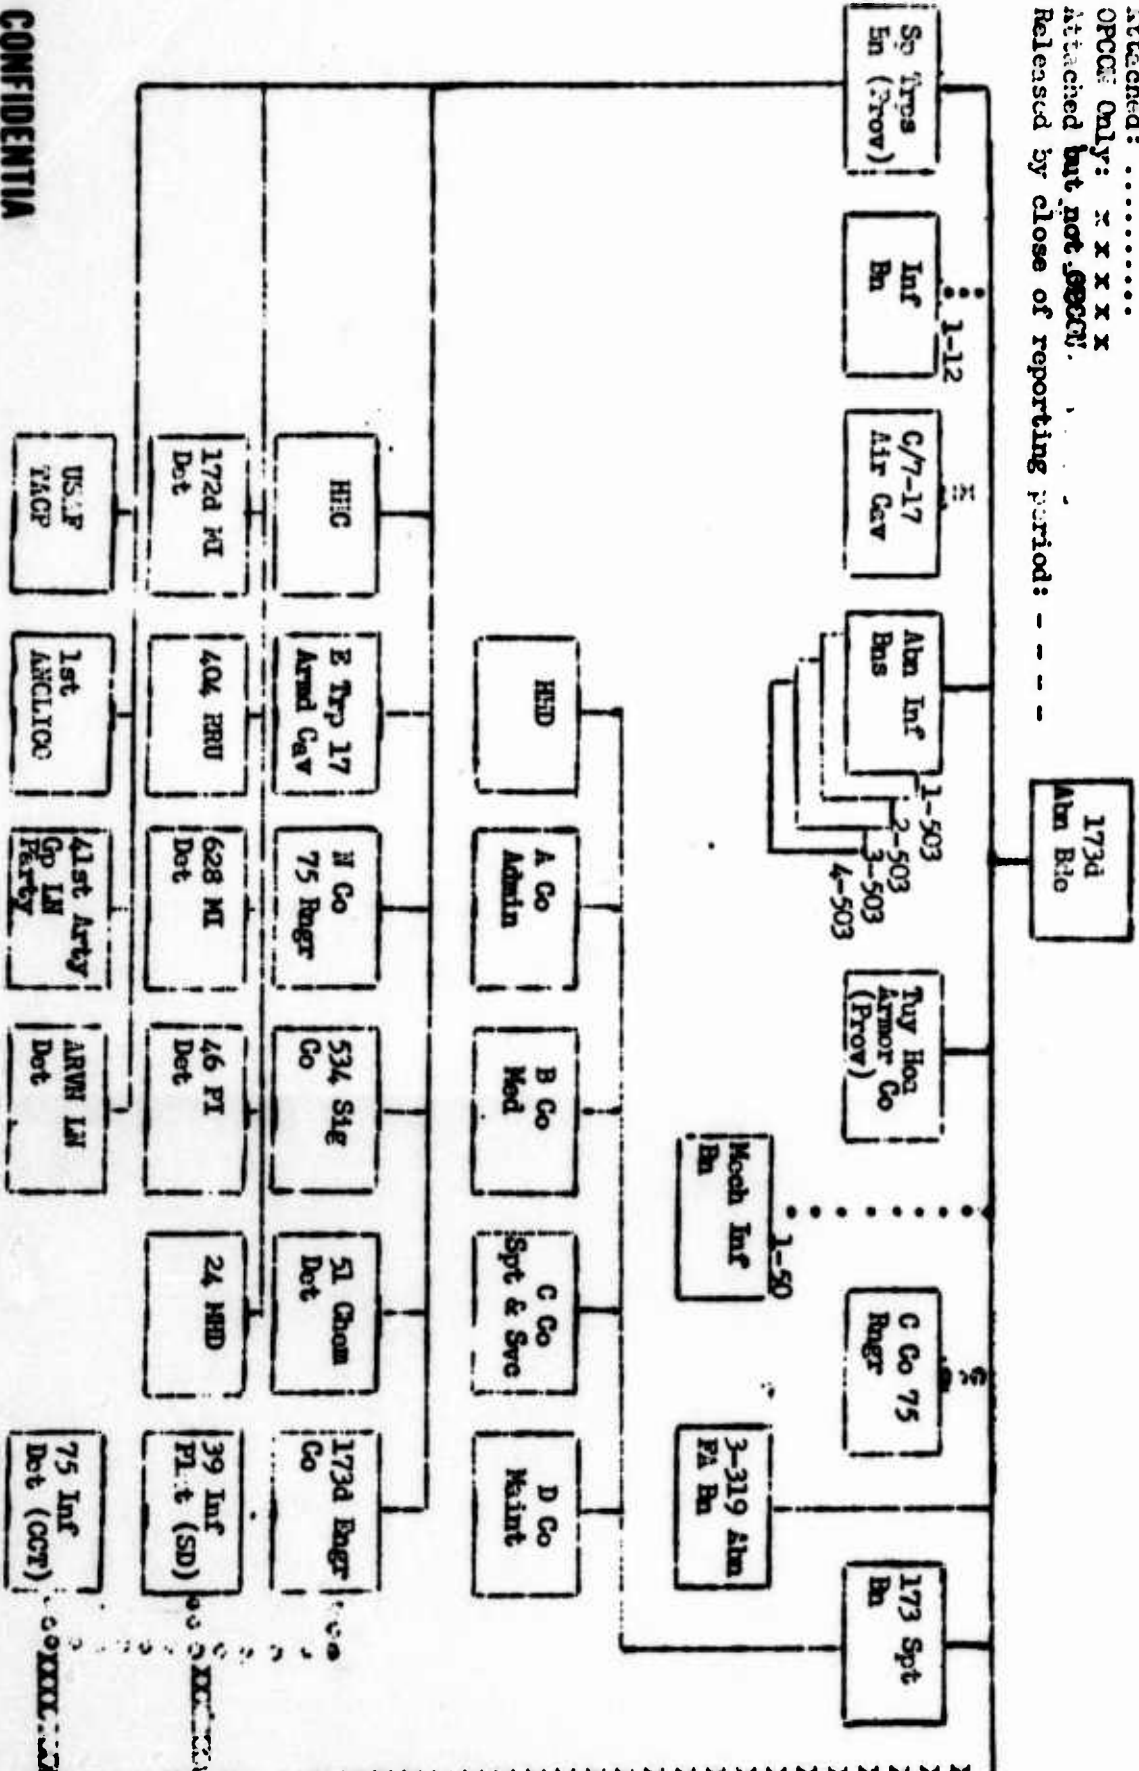 Attached: .........
OPCON Only: x x x x x
Attached but not OPCON.
Released by close of reporting period: - - - -
173d
Abn Bde
Sp Trps
Bn (Prov)
Inf
Bn
1-12
C/7-17
Air Cav
Abn Inf
Bns
1-503
2-503
3-503
4-503
Tuy Hoa
Armor Co
(Prov)
Mech Inf
Bn
1-50
C Co 75
Rngr
3-319 Abn
FA Bn
173 Spt
Bn
HHD
A Co
Admin
B Co
Med
C Co
Spt & Svc
D Co
Maint
HHC
E Trp 17
Armd Cav
N Co
75 Rngr
534 Sig
Co
51 Chem
Det
173d Engr
Co
172d MI
Det
404 RRU
628 MI
Det
46 PI
Det
24 MHD
39 Inf
Plat (SD)
USAF
TACP
1st
ANGLICO
41st Arty
Gp LN
Party
ARVN LN
Det
75 Inf
Det (CCT)
CONFIDENTIA